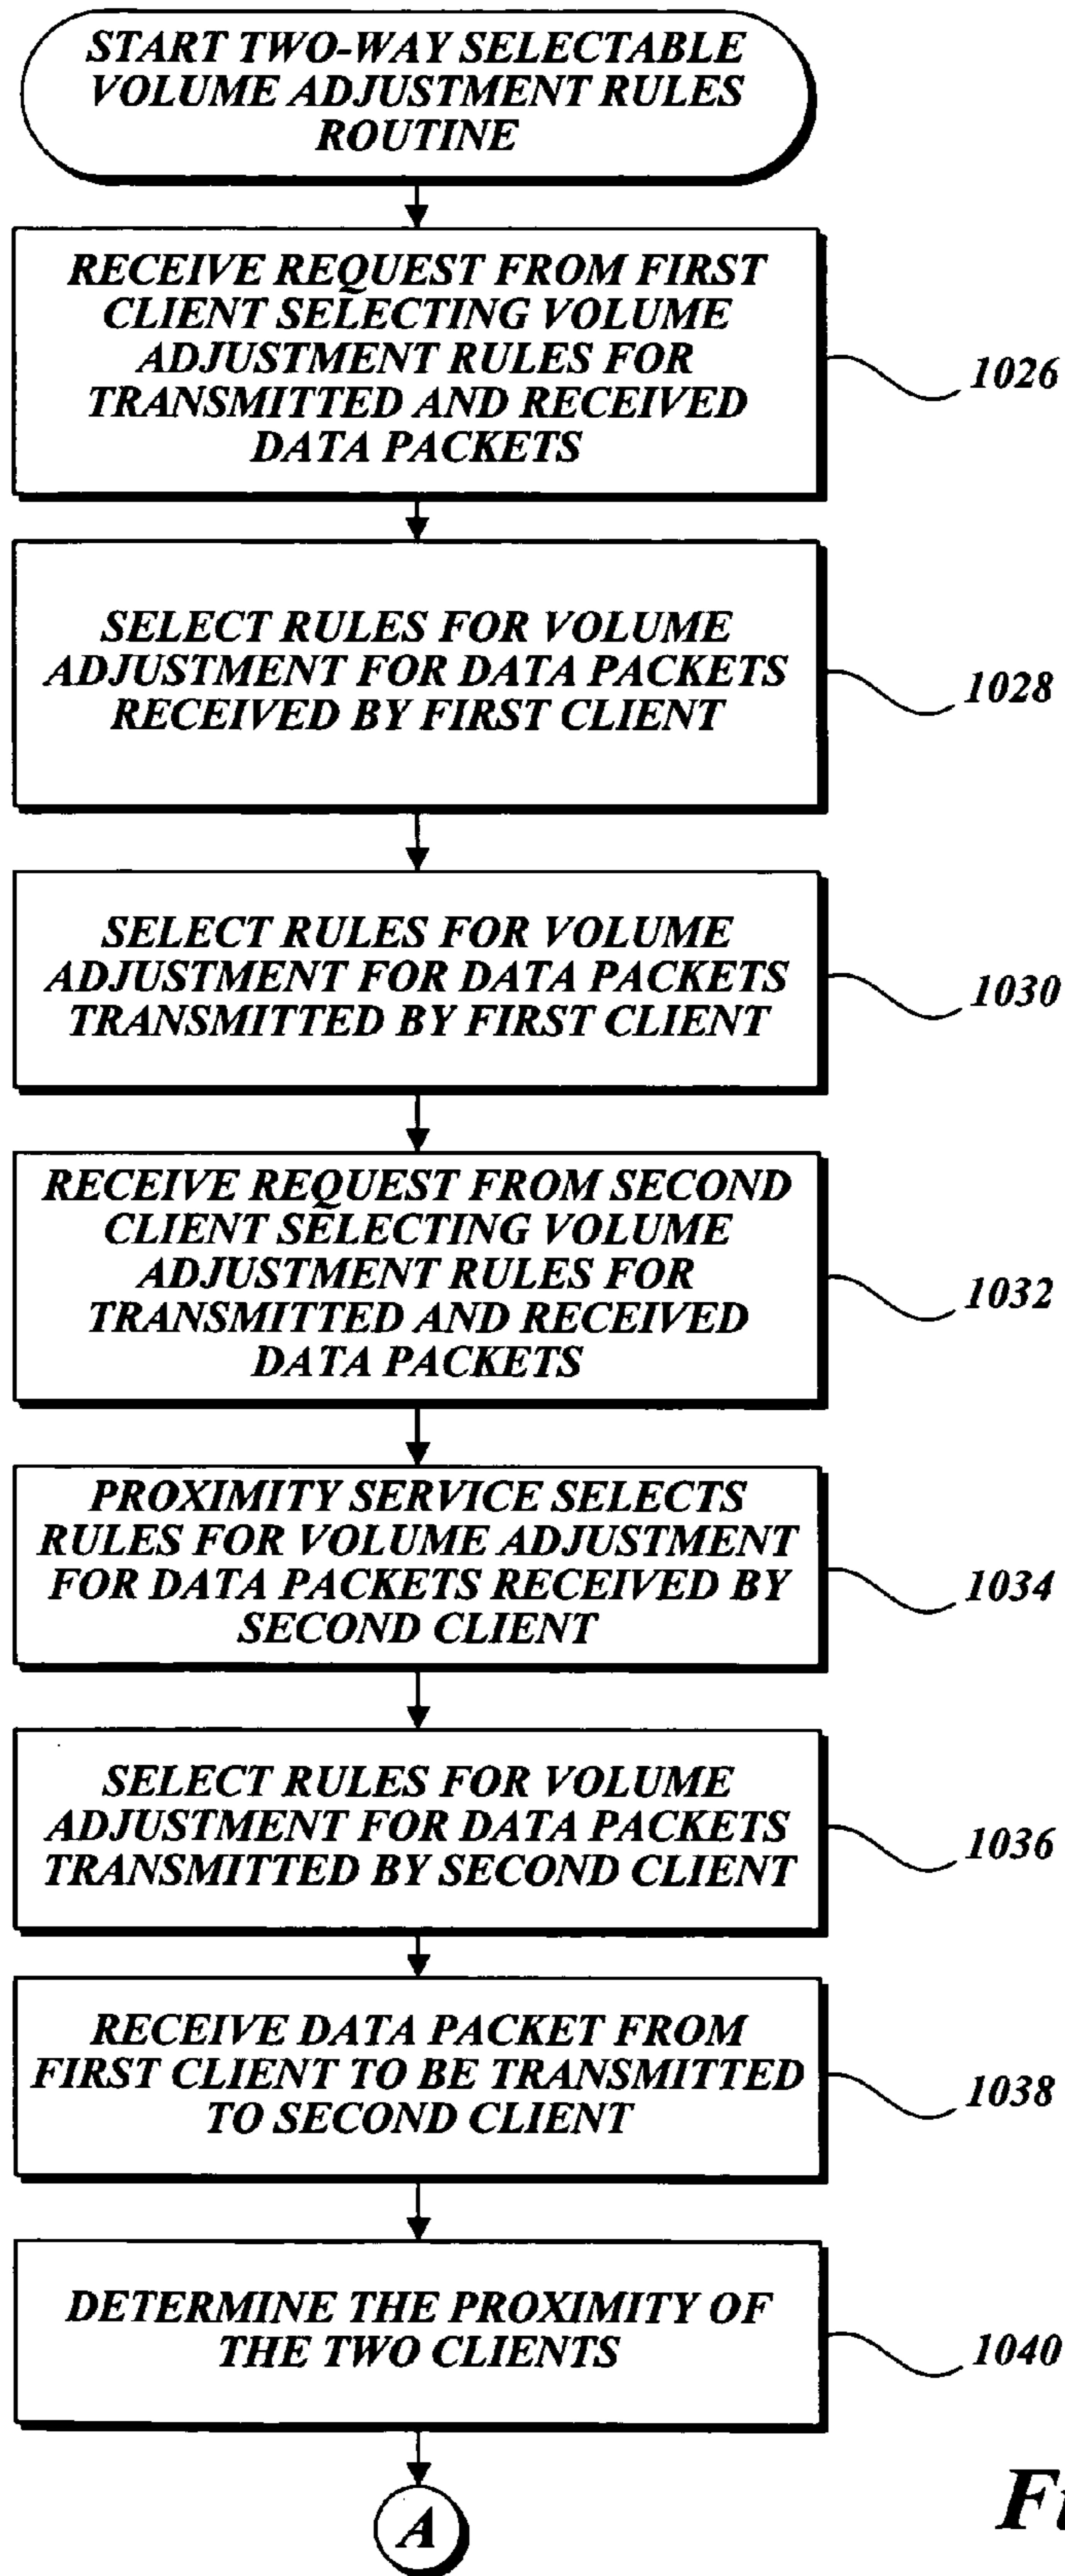 START TWO-WAY SELECTABLE
VOLUME ADJUSTMENT RULES
ROUTINE
RECEIVE REQUEST FROM FIRST
CLIENT SELECTING VOLUME
ADJUSTMENT RULES FOR
TRANSMITTED AND RECEIVED
DATA PACKETS
1026
SELECT RULES FOR VOLUME
ADJUSTMENT FOR DATA PACKETS
RECEIVED BY FIRST CLIENT
1028
SELECT RULES FOR VOLUME
ADJUSTMENT FOR DATA PACKETS
TRANSMITTED BY FIRST CLIENT
1030
RECEIVE REQUEST FROM SECOND
CLIENT SELECTING VOLUME
ADJUSTMENT RULES FOR
TRANSMITTED AND RECEIVED
DATA PACKETS
1032
PROXIMITY SERVICE SELECTS
RULES FOR VOLUME ADJUSTMENT
FOR DATA PACKETS RECEIVED BY
SECOND CLIENT
1034
SELECT RULES FOR VOLUME
ADJUSTMENT FOR DATA PACKETS
TRANSMITTED BY SECOND CLIENT
1036
RECEIVE DATA PACKET FROM
FIRST CLIENT TO BE TRANSMITTED
TO SECOND CLIENT
1038
DETERMINE THE PROXIMITY OF
THE TWO CLIENTS
1040
A